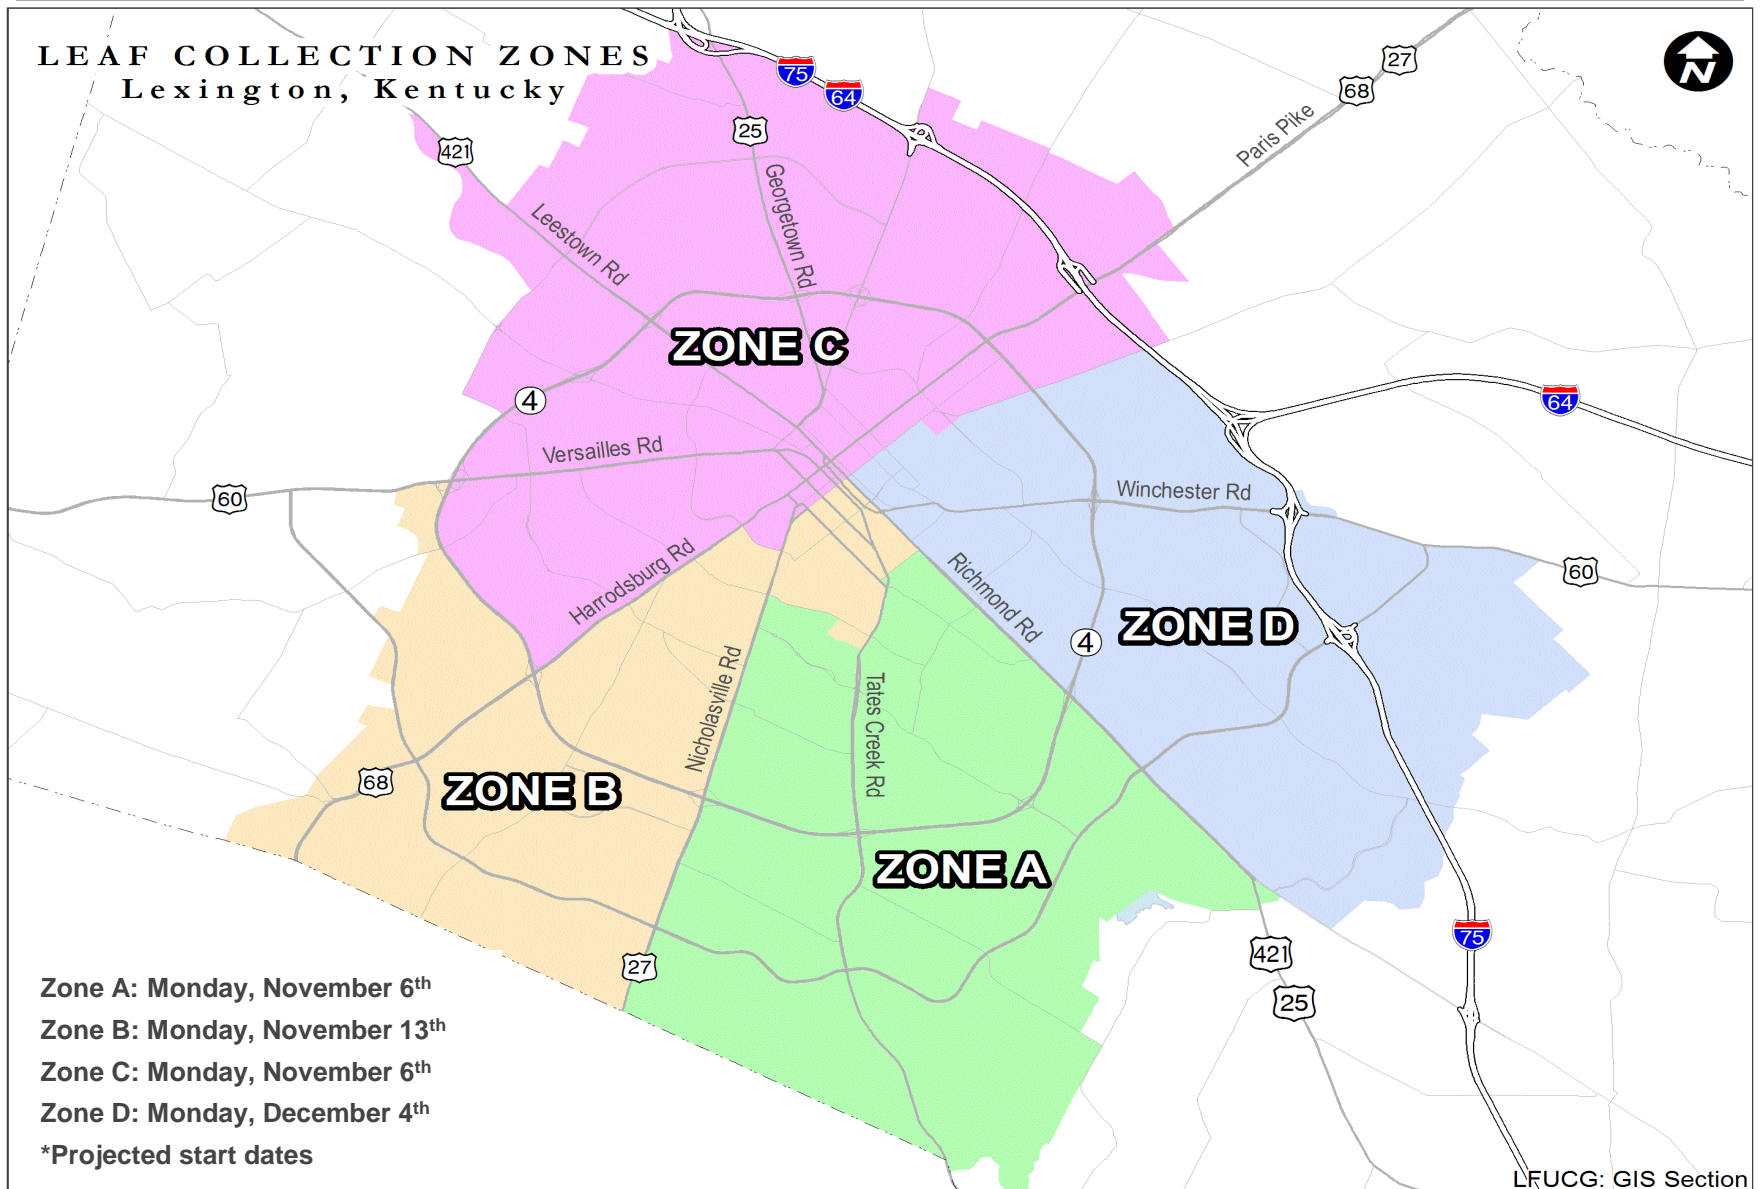 LEAF COLLECTION ZONES
Lexington, Kentucky
75
64
27
68
N
25
421
Paris Pike
Georgetown Rd
Leestown Rd
ZONE C
4
64
Versailles Rd
60
Winchester Rd
Harrodsburg Rd
Richmond Rd
60
ZONE D
4
Nicholasville Rd
Tates Creek Rd
68
ZONE B
ZONE A
75
421
27
25
Zone A: Monday, November 6th
Zone B: Monday, November 13th
Zone C: Monday, November 6th
Zone D: Monday, December 4th
*Projected start dates
LFUCG: GIS Section